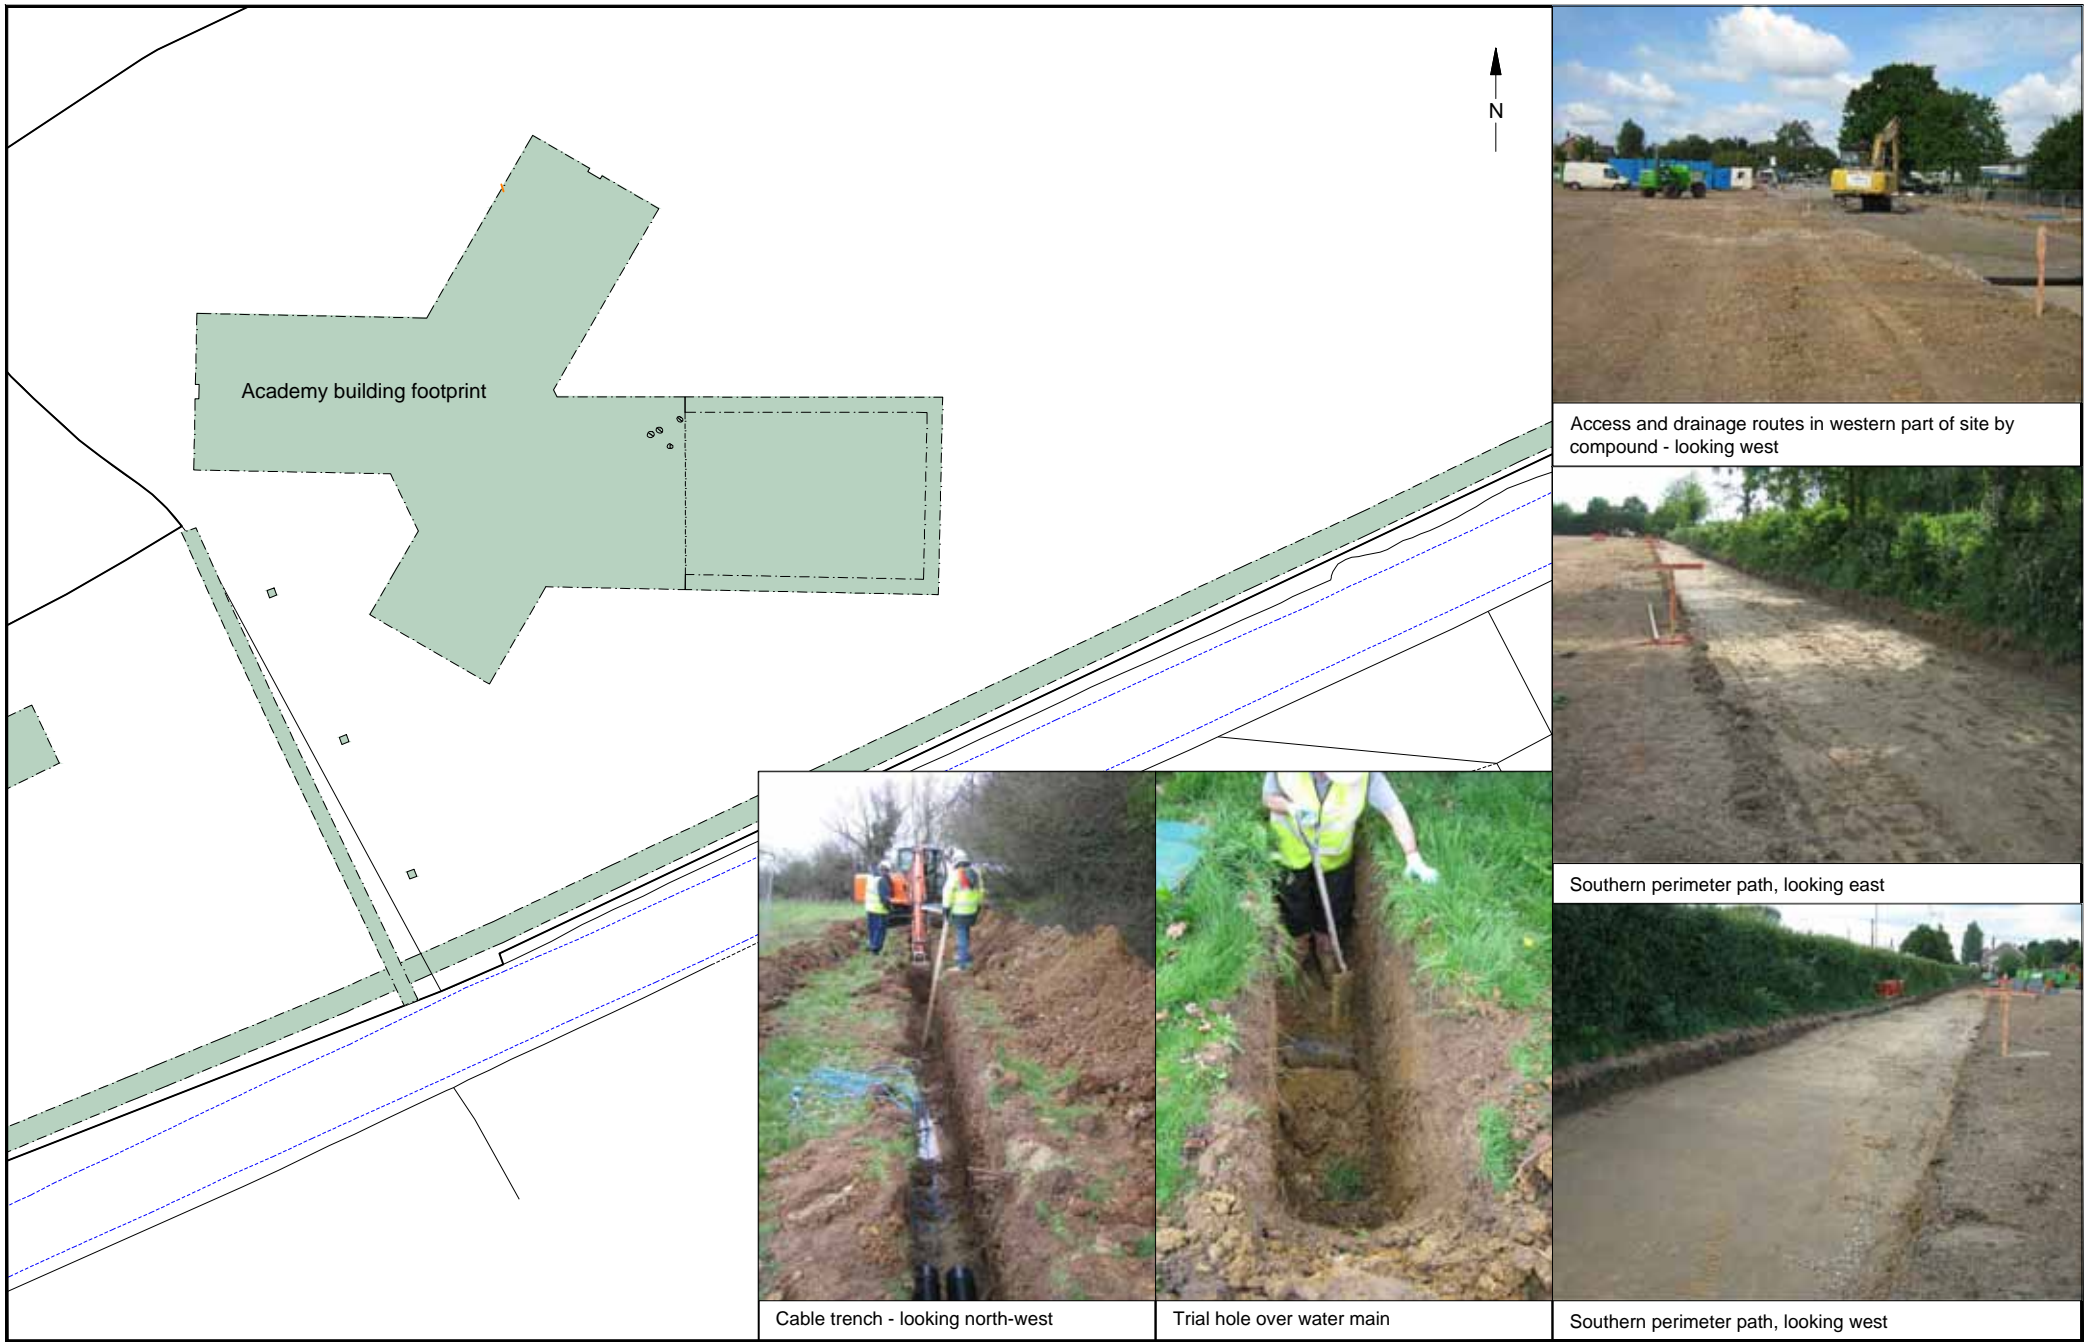 N
Academy building footprint
Access and drainage routes in western part of site by
compound - looking west
Southern perimeter path, looking east
Cable trench - looking north-west
Trial hole over water main
Southern perimeter path, looking west